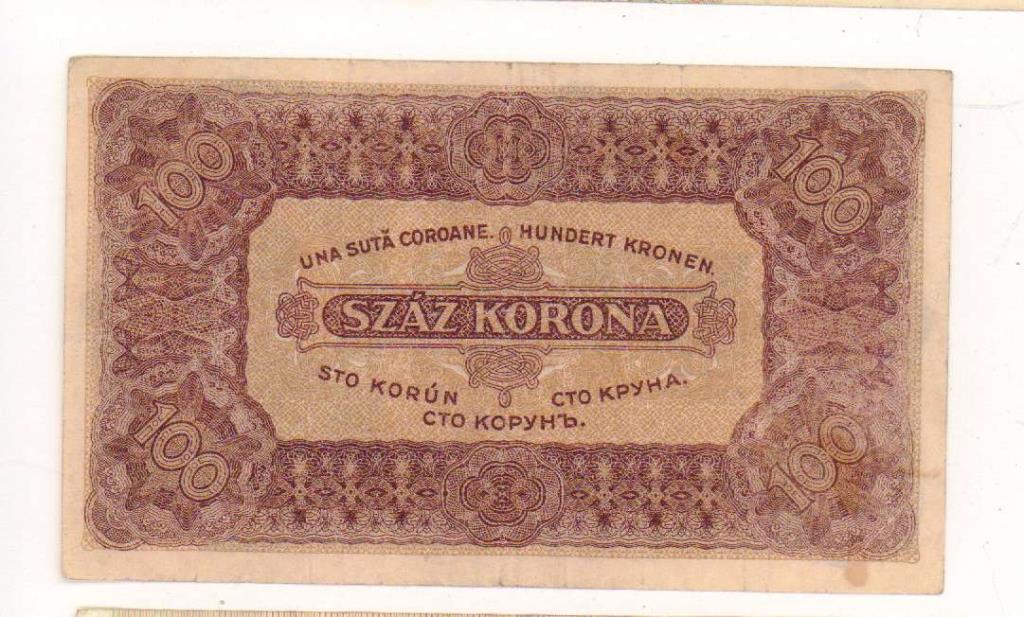 100
100
UNA SUTĂ COROANE. HUNDERT KRONEN.
SZÁZ KORONA
STO KORÚN
СТО КРУНА.
СТО КОРУНЪ.
100
100